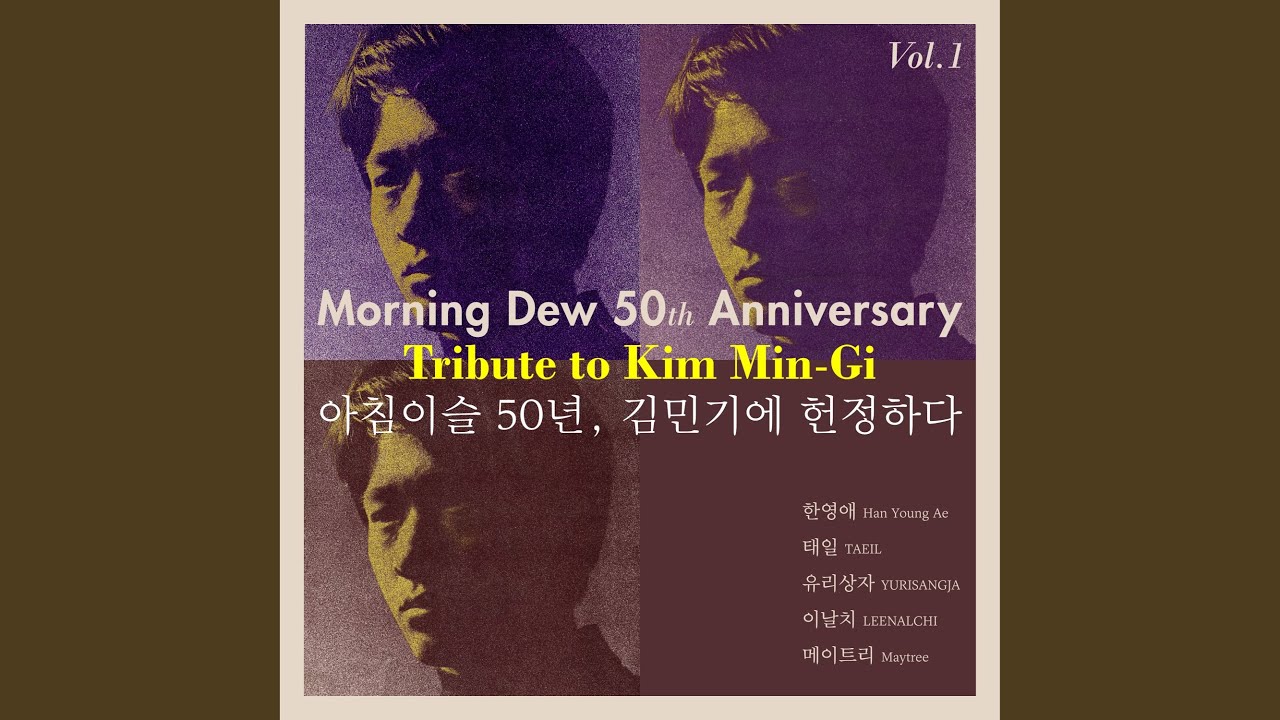 Vol.1
Morning Dew 50th Anniversary
Tribute to Kim Min-Gi
아침이슬 50년, 김민기에 헌정하다
한영애 Han Young Ae
태일 TAEIL
유리상자 YURISANGJA
이날치 LEENALCHI
메이트리 Maytree